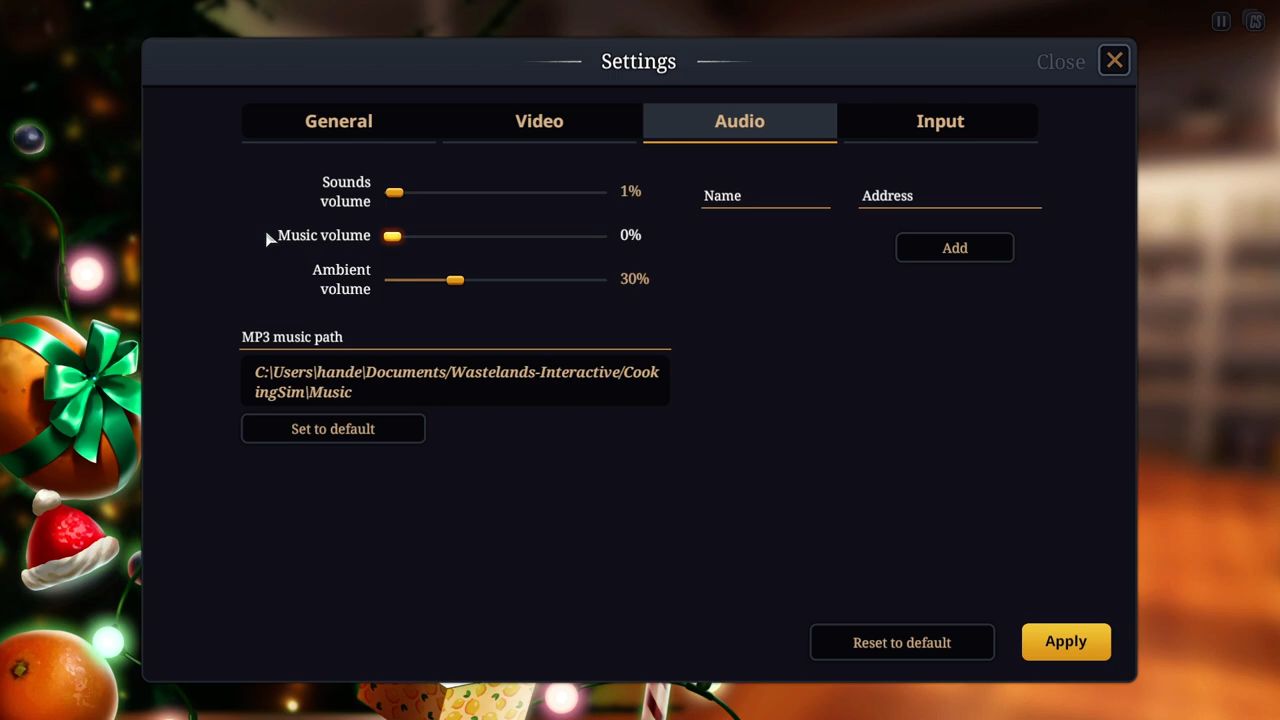 Settings
Close
General
Video
Audio
Input
Sounds
volume
1%
Music volume
0%
Ambient
volume
30%
Name
Address
Add
MP3 music path
C:\Users\hande\Documents/Wastelands-Interactive/Cook
ingSim\Music
Set to default
Reset to default
Apply
CS